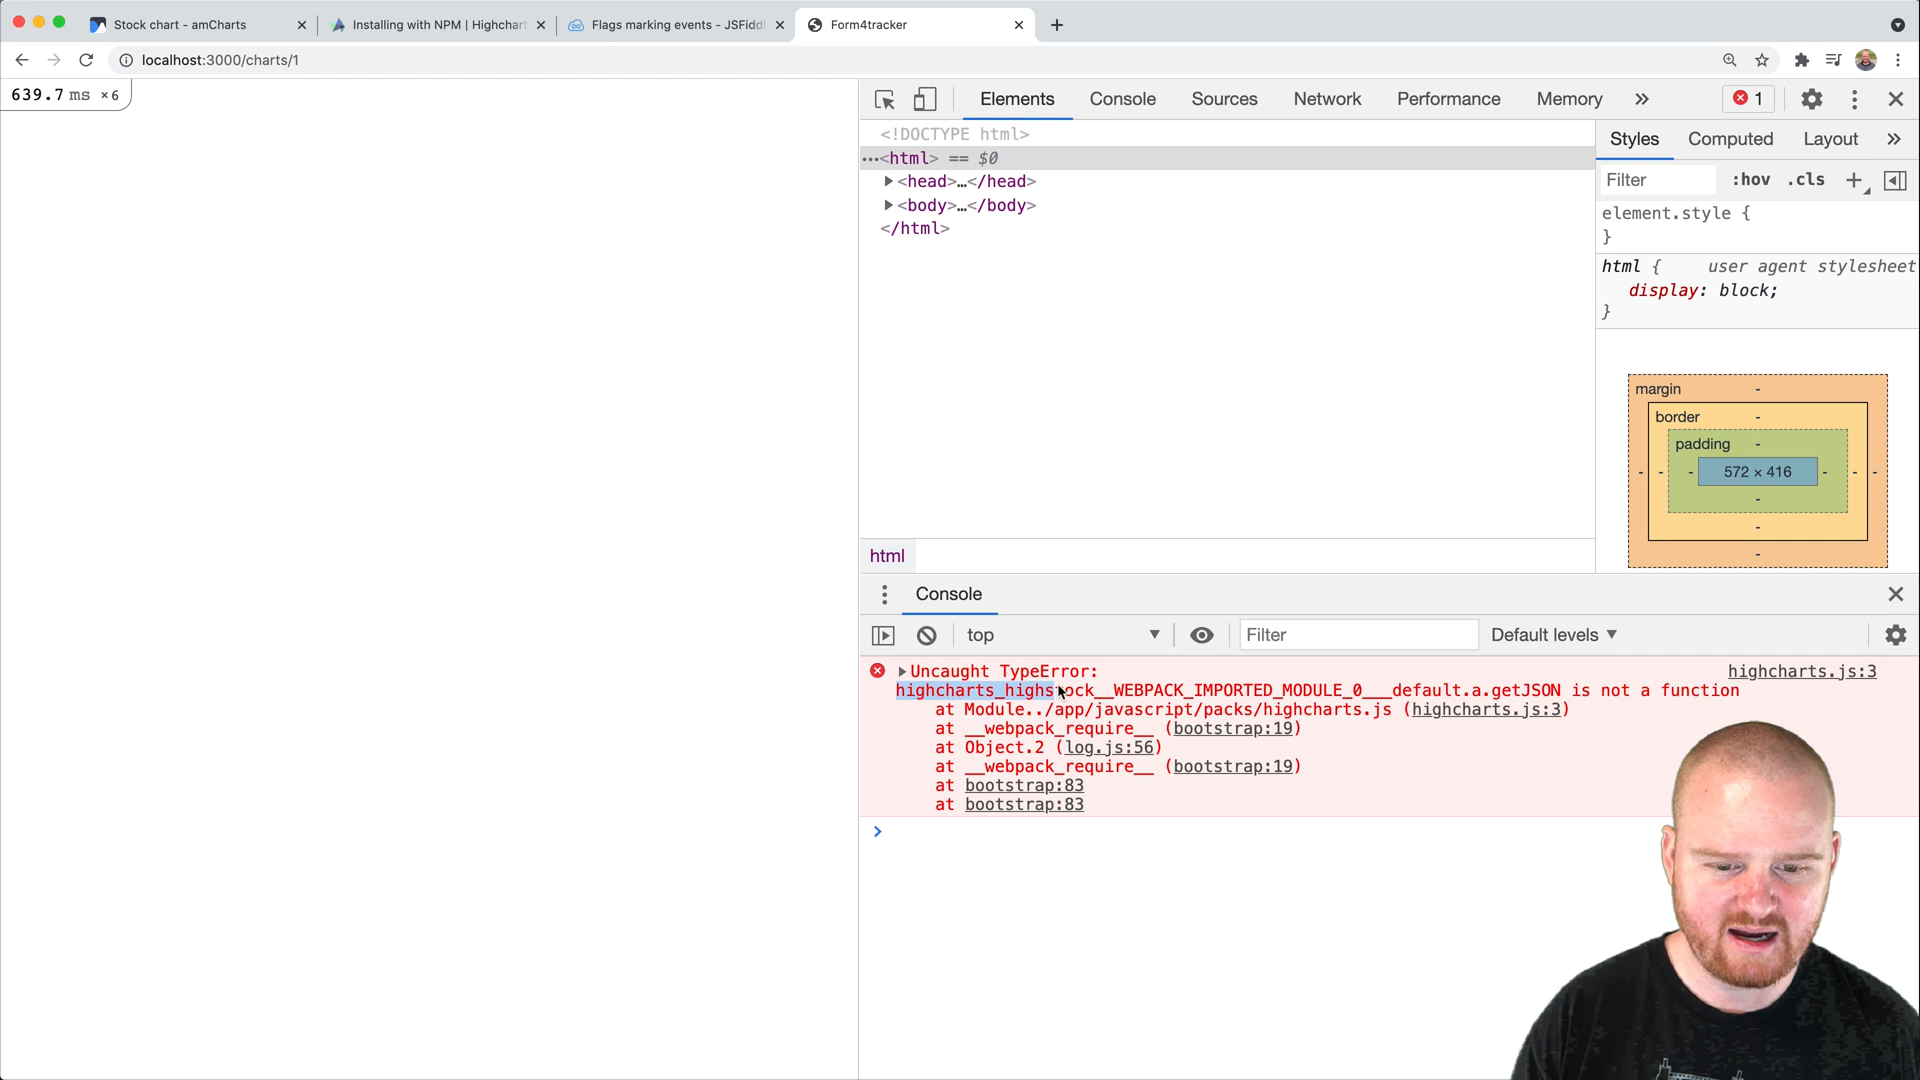 Stock chart - amCharts
Installing with NPM | Highchart
Flags marking events - JSFiddl
Form4tracker
localhost:3000/charts/1
639.7 ms ×6
Elements Console Sources Network Performance Memory
1
<!DOCTYPE html>
<html> == $0
<head>…</head>
<body>…</body>
</html>
html
Styles Computed Layout
Filter :hov .cls
element.style {
}
html { user agent stylesheet
display: block;
}
margin -
border -
padding -
- - - 572 × 416 - - -
-
-
-
Console
top Filter Default levels
Uncaught TypeError: highcharts.js:3
highcharts_highstock__WEBPACK_IMPORTED_MODULE_0___default.a.getJSON is not a function
at Module../app/javascript/packs/highcharts.js (highcharts.js:3)
at __webpack_require__ (bootstrap:19)
at Object.2 (log.js:56)
at __webpack_require__ (bootstrap:19)
at bootstrap:83
at bootstrap:83